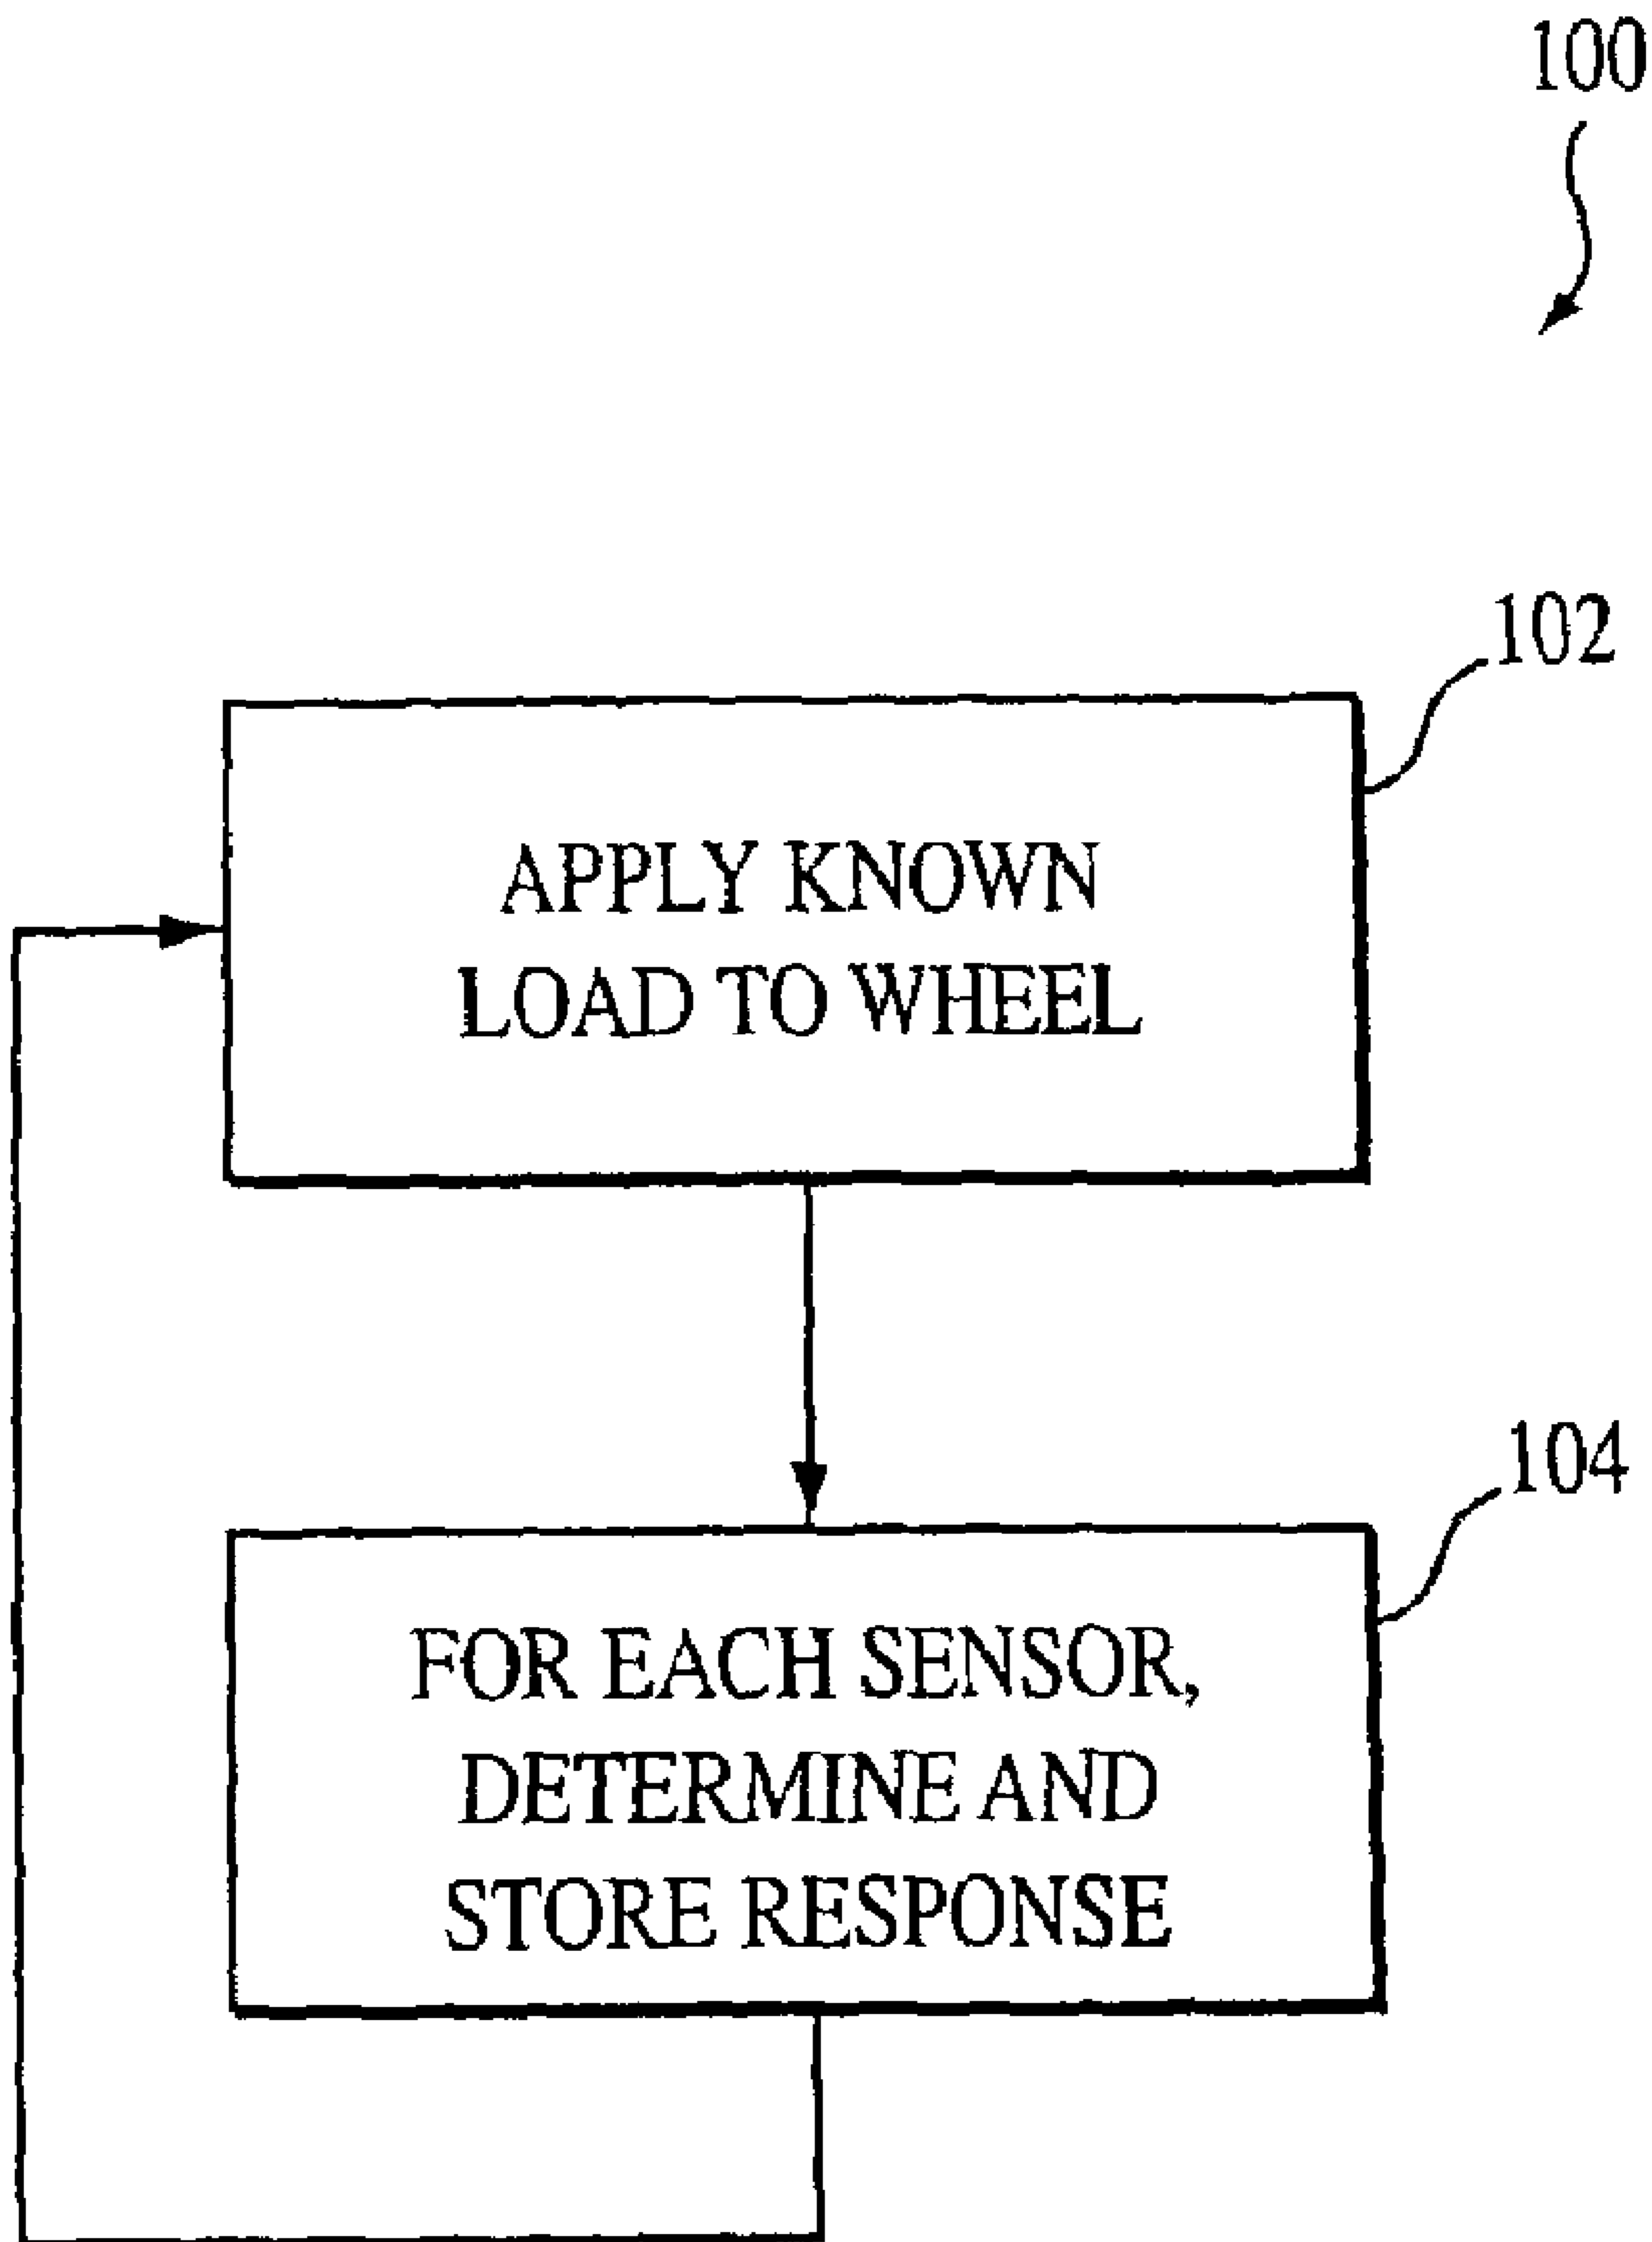 100
102
APPLY KNOWN
LOAD TO WHEEL
104
FOR EACH SENSOR,
DETERMINE AND
STORE RESPONSE